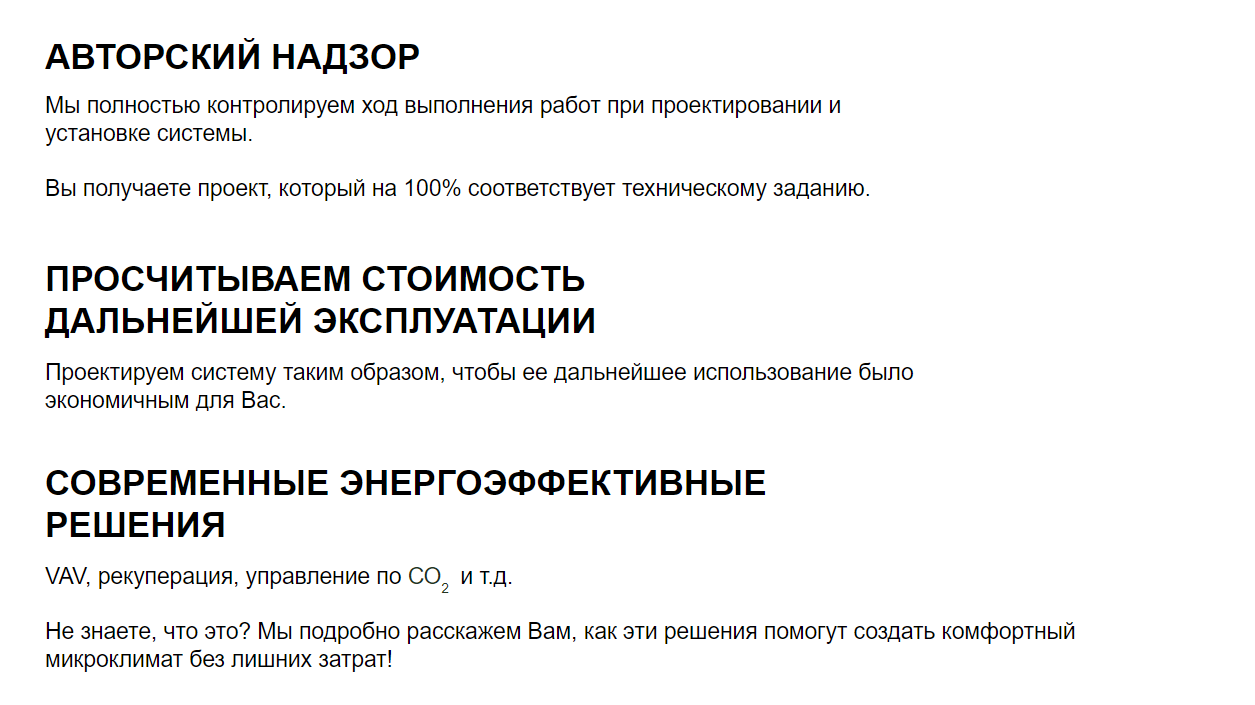 АВТОРСКИЙ НАДЗОР
Мы полностью контролируем ход выполнения работ при проектировании и
установке системы.
Вы получаете проект, который на 100% соответствует техническому заданию.
ПРОСЧИТЫВАЕМ СТОИМОСТЬ
ДАЛЬНЕЙШЕЙ ЭКСПЛУАТАЦИИ
Проектируем систему таким образом, чтобы ее дальнейшее использование было
экономичным для Вас.
СОВРЕМЕННЫЕ ЭНЕРГОЭФФЕКТИВНЫЕ
РЕШЕНИЯ
VAV, рекуперация, управление по CO₂ и т.д.
Не знаете, что это? Мы подробно расскажем Вам, как эти решения помогут создать комфортный
микроклимат без лишних затрат!